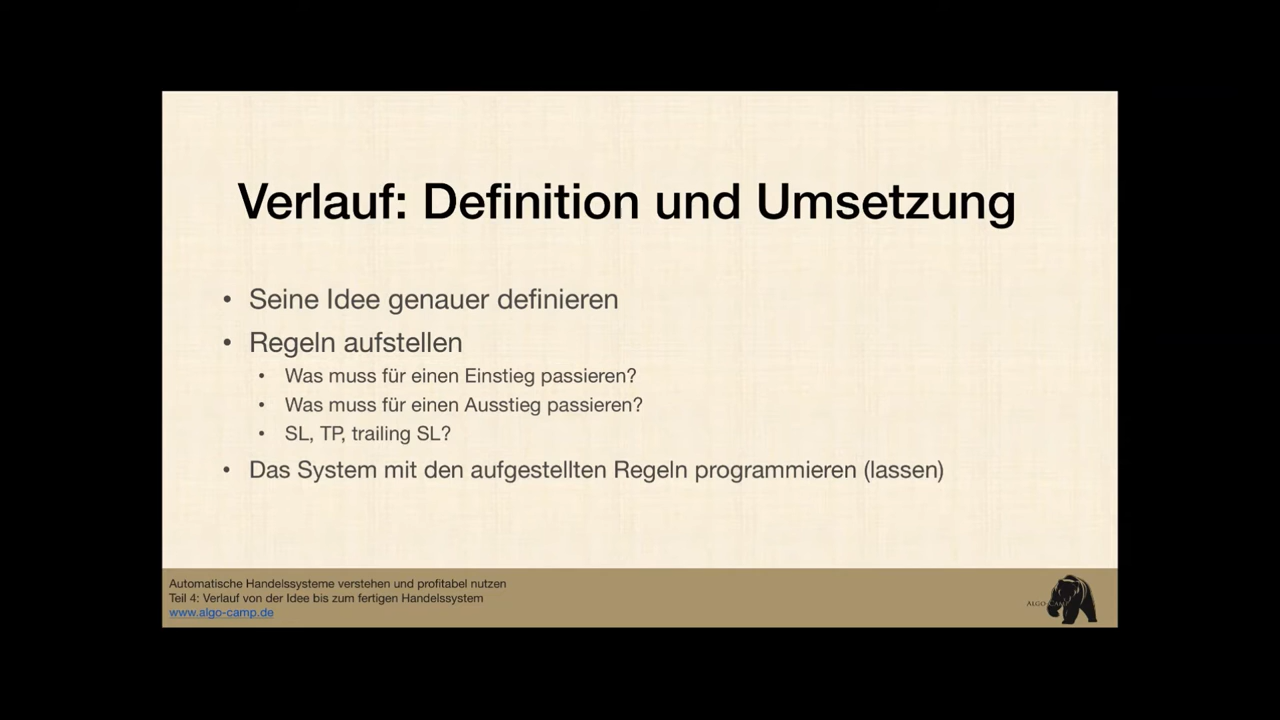 Verlauf: Definition und Umsetzung
• Seine Idee genauer definieren
• Regeln aufstellen
• Was muss für einen Einstieg passieren?
• Was muss für einen Ausstieg passieren?
• SL, TP, trailing SL?
• Das System mit den aufgestellten Regeln programmieren (lassen)
Automatische Handelssysteme verstehen und profitabel nutzen
Teil 4: Verlauf von der Idee bis zum fertigen Handelssystem
www.algo-camp.de
ALGO-CAMP